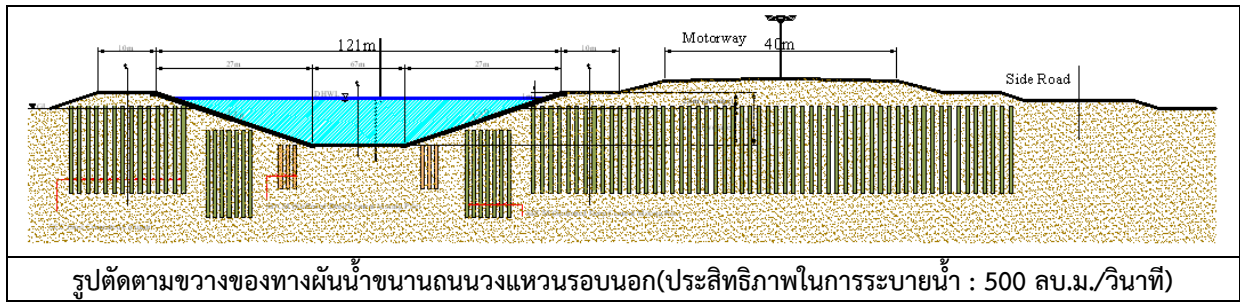 Motorway
121m
40m
10m
10m
27m
67m
27m
Side Road
DHWL
รูปตัดตามขวางของทางผันน้ำขนานถนนวงแหวนรอบนอก(ประสิทธิภาพในการระบายน้ำ : 500 ลบ.ม./วินาที)